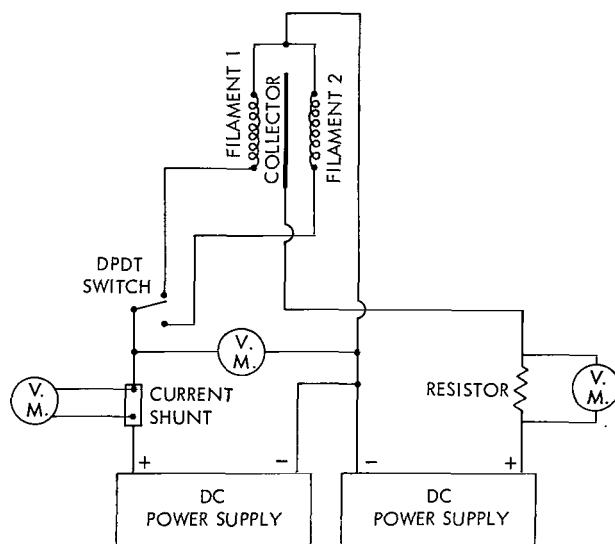 FILAMENT 1
COLLECTOR
FILAMENT 2
DPDT
SWITCH
V.
M.
V.
M.
CURRENT
SHUNT
RESISTOR
V.
M.
+
−
−
+
DC
POWER SUPPLY
DC
POWER SUPPLY